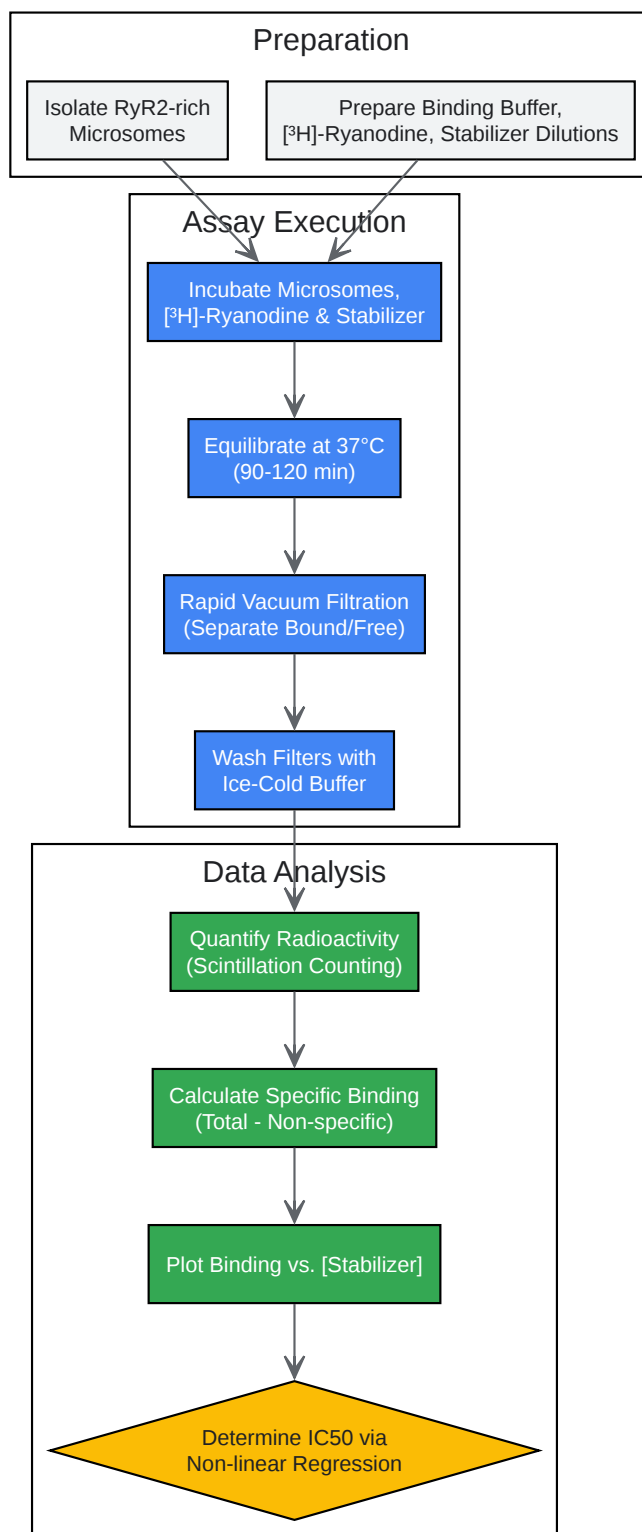 Preparation
Isolate RyR2-rich
Microsomes
Prepare Binding Buffer,
[³H]-Ryanodine, Stabilizer Dilutions
Assay Execution
Incubate Microsomes,
[³H]-Ryanodine & Stabilizer
Equilibrate at 37°C
(90-120 min)
Rapid Vacuum Filtration
(Separate Bound/Free)
Wash Filters with
Ice-Cold Buffer
Data Analysis
Quantify Radioactivity
(Scintillation Counting)
Calculate Specific Binding
(Total - Non-specific)
Plot Binding vs. [Stabilizer]
Determine IC50 via
Non-linear Regression